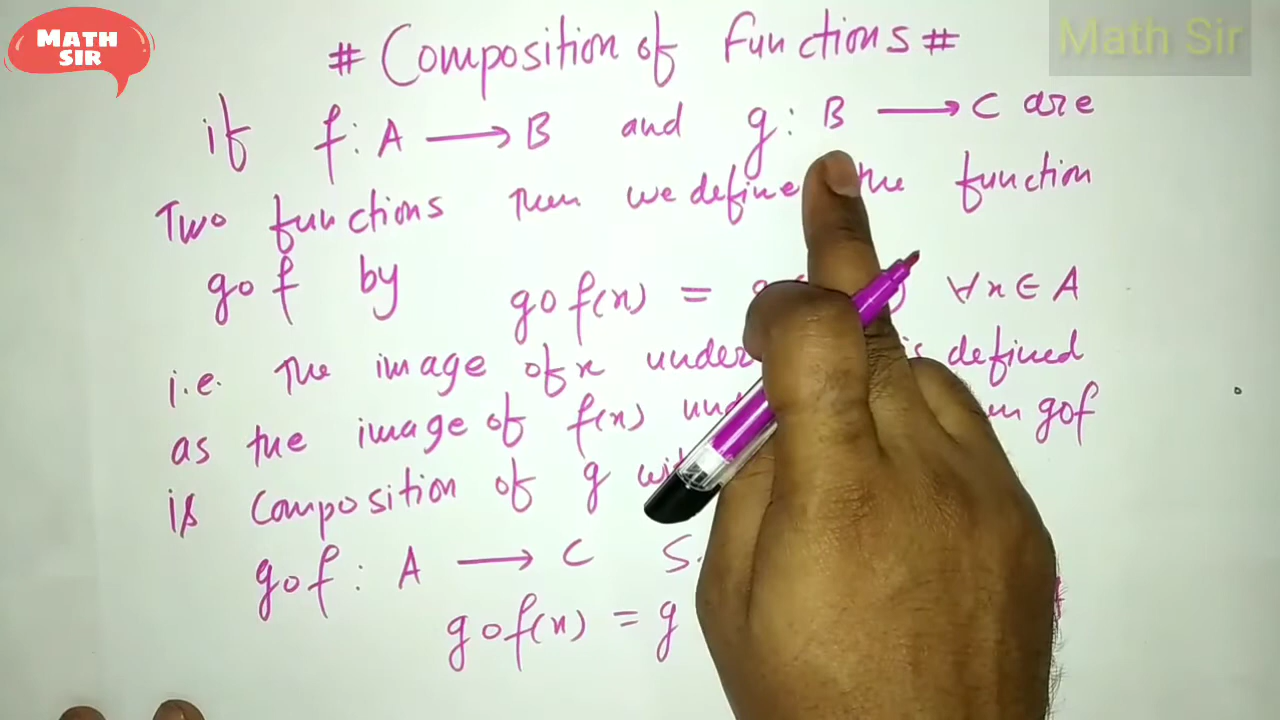 MATH
SIR
Math Sir
# Composition of Functions #
if f: A ⟶ B and g: B ⟶ C are
Two functions Then we define the function
gof by gof(x) = ∀ x ∈ A
i.e. The image of x under is defined
as the image of f(x) gof
is Composition of g
gof: A ⟶ C
gof(x) = g